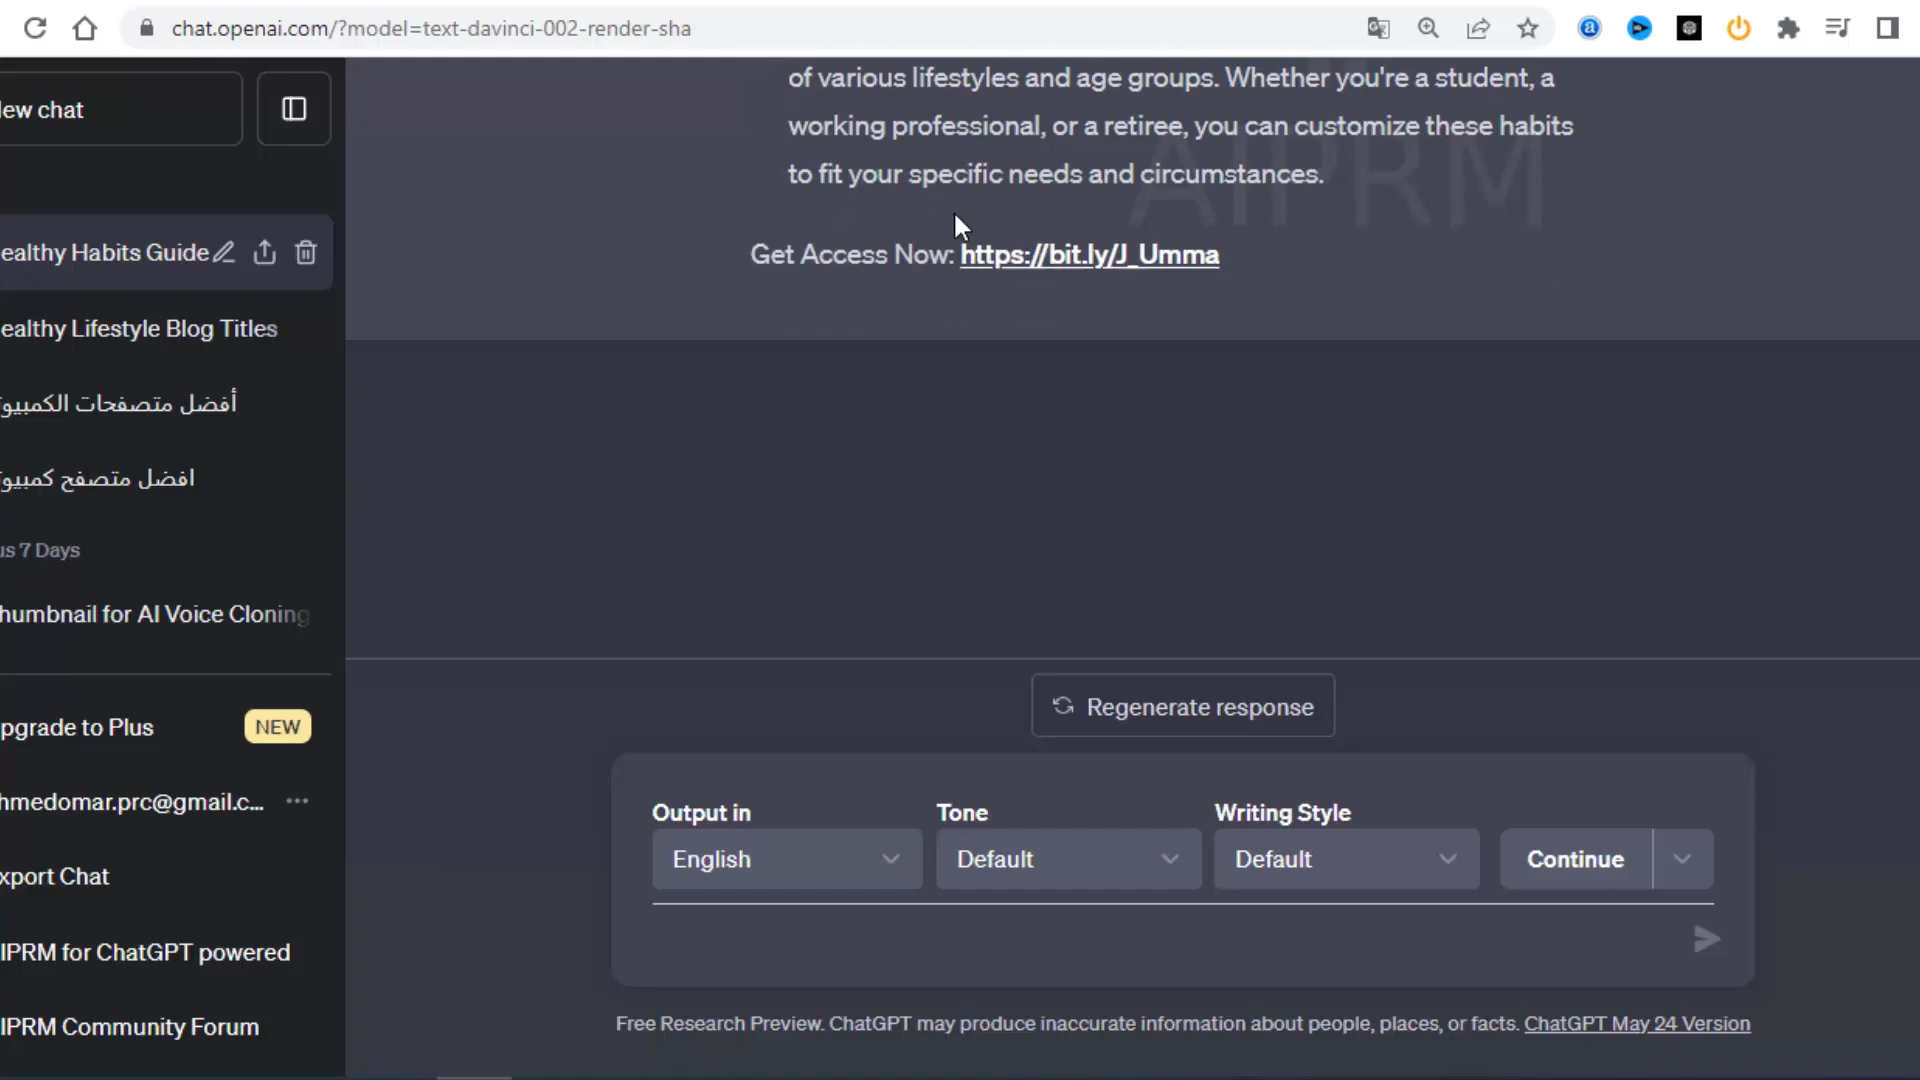 chat.openai.com/?model=text-davinci-002-render-sha
ew chat
ealthy Habits Guide
ealthy Lifestyle Blog Titles
أفضل متصفحات الكمبيو
افضل متصفح كمبيو
us 7 Days
humbnail for AI Voice Cloning
pgrade to Plus
NEW
hmedomar.prc@gmail.c...
xport Chat
IPRM for ChatGPT powered
IPRM Community Forum
of various lifestyles and age groups. Whether you're a student, a
working professional, or a retiree, you can customize these habits
to fit your specific needs and circumstances.
AIPRM
Get Access Now: https://bit.ly/J_Umma
Regenerate response
Output in
Tone
Writing Style
English
Default
Default
Continue
Free Research Preview. ChatGPT may produce inaccurate information about people, places, or facts. ChatGPT May 24 Version